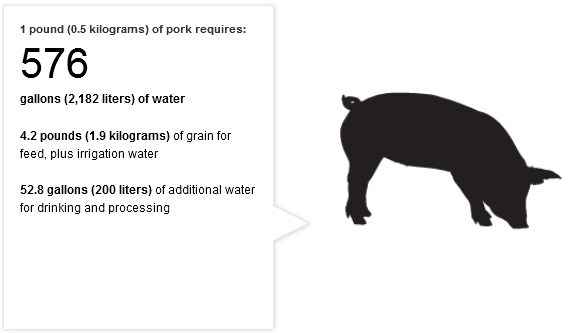 1 pound (0.5 kilograms) of pork requires:
576
gallons (2,182 liters) of water
4.2 pounds (1.9 kilograms) of grain for
feed, plus irrigation water
52.8 gallons (200 liters) of additional water
for drinking and processing